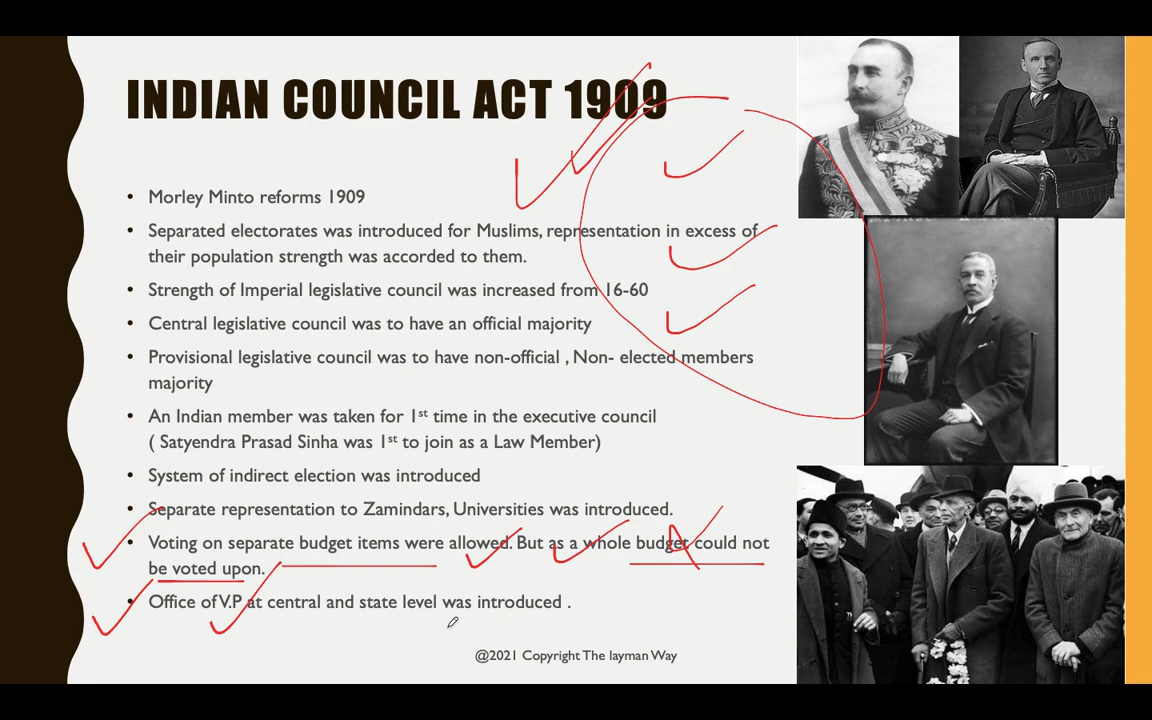 INDIAN COUNCIL ACT 1909
• Morley Minto reforms 1909
• Separated electorates was introduced for Muslims, representation in excess of
their population strength was accorded to them.
• Strength of Imperial legislative council was increased from 16-60
• Central legislative council was to have an official majority
• Provisional legislative council was to have non-official , Non- elected members
majority
• An Indian member was taken for 1st time in the executive council
( Satyendra Prasad Sinha was 1st to join as a Law Member)
• System of indirect election was introduced
• Separate representation to Zamindars, Universities was introduced.
• Voting on separate budget items were allowed. But as a whole budget could not
be voted upon.
• Office of V.P at central and state level was introduced .
@2021 Copyright The layman Way